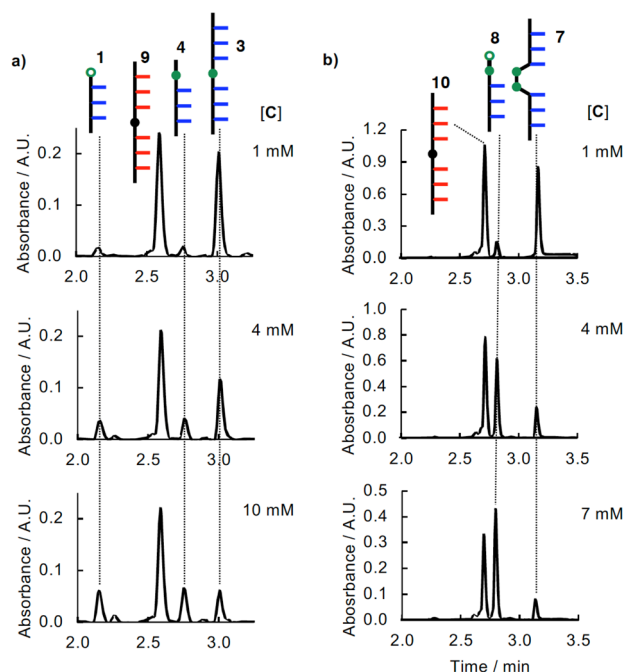 a) 1 9 4 3
[C]
1 mM
Absorbance / A.U.
0.2
0.1
0.0
2.0 2.5 3.0
4 mM
Absorbance / A.U.
0.2
0.1
0.0
2.0 2.5 3.0
10 mM
Absorbance / A.U.
0.2
0.1
0.0
2.0 2.5 3.0
b) 10 8 7
[C]
1 mM
Absorbance / A.U.
1.2
0.9
0.6
0.3
0.0
2.0 2.5 3.0 3.5
4 mM
Abosrbance / A.U.
1.0
0.8
0.6
0.4
0.2
0.0
2.0 2.5 3.0 3.5
7 mM
Abosrbance / A.U.
0.5
0.4
0.3
0.2
0.1
0.0
2.0 2.5 3.0 3.5
Time / min